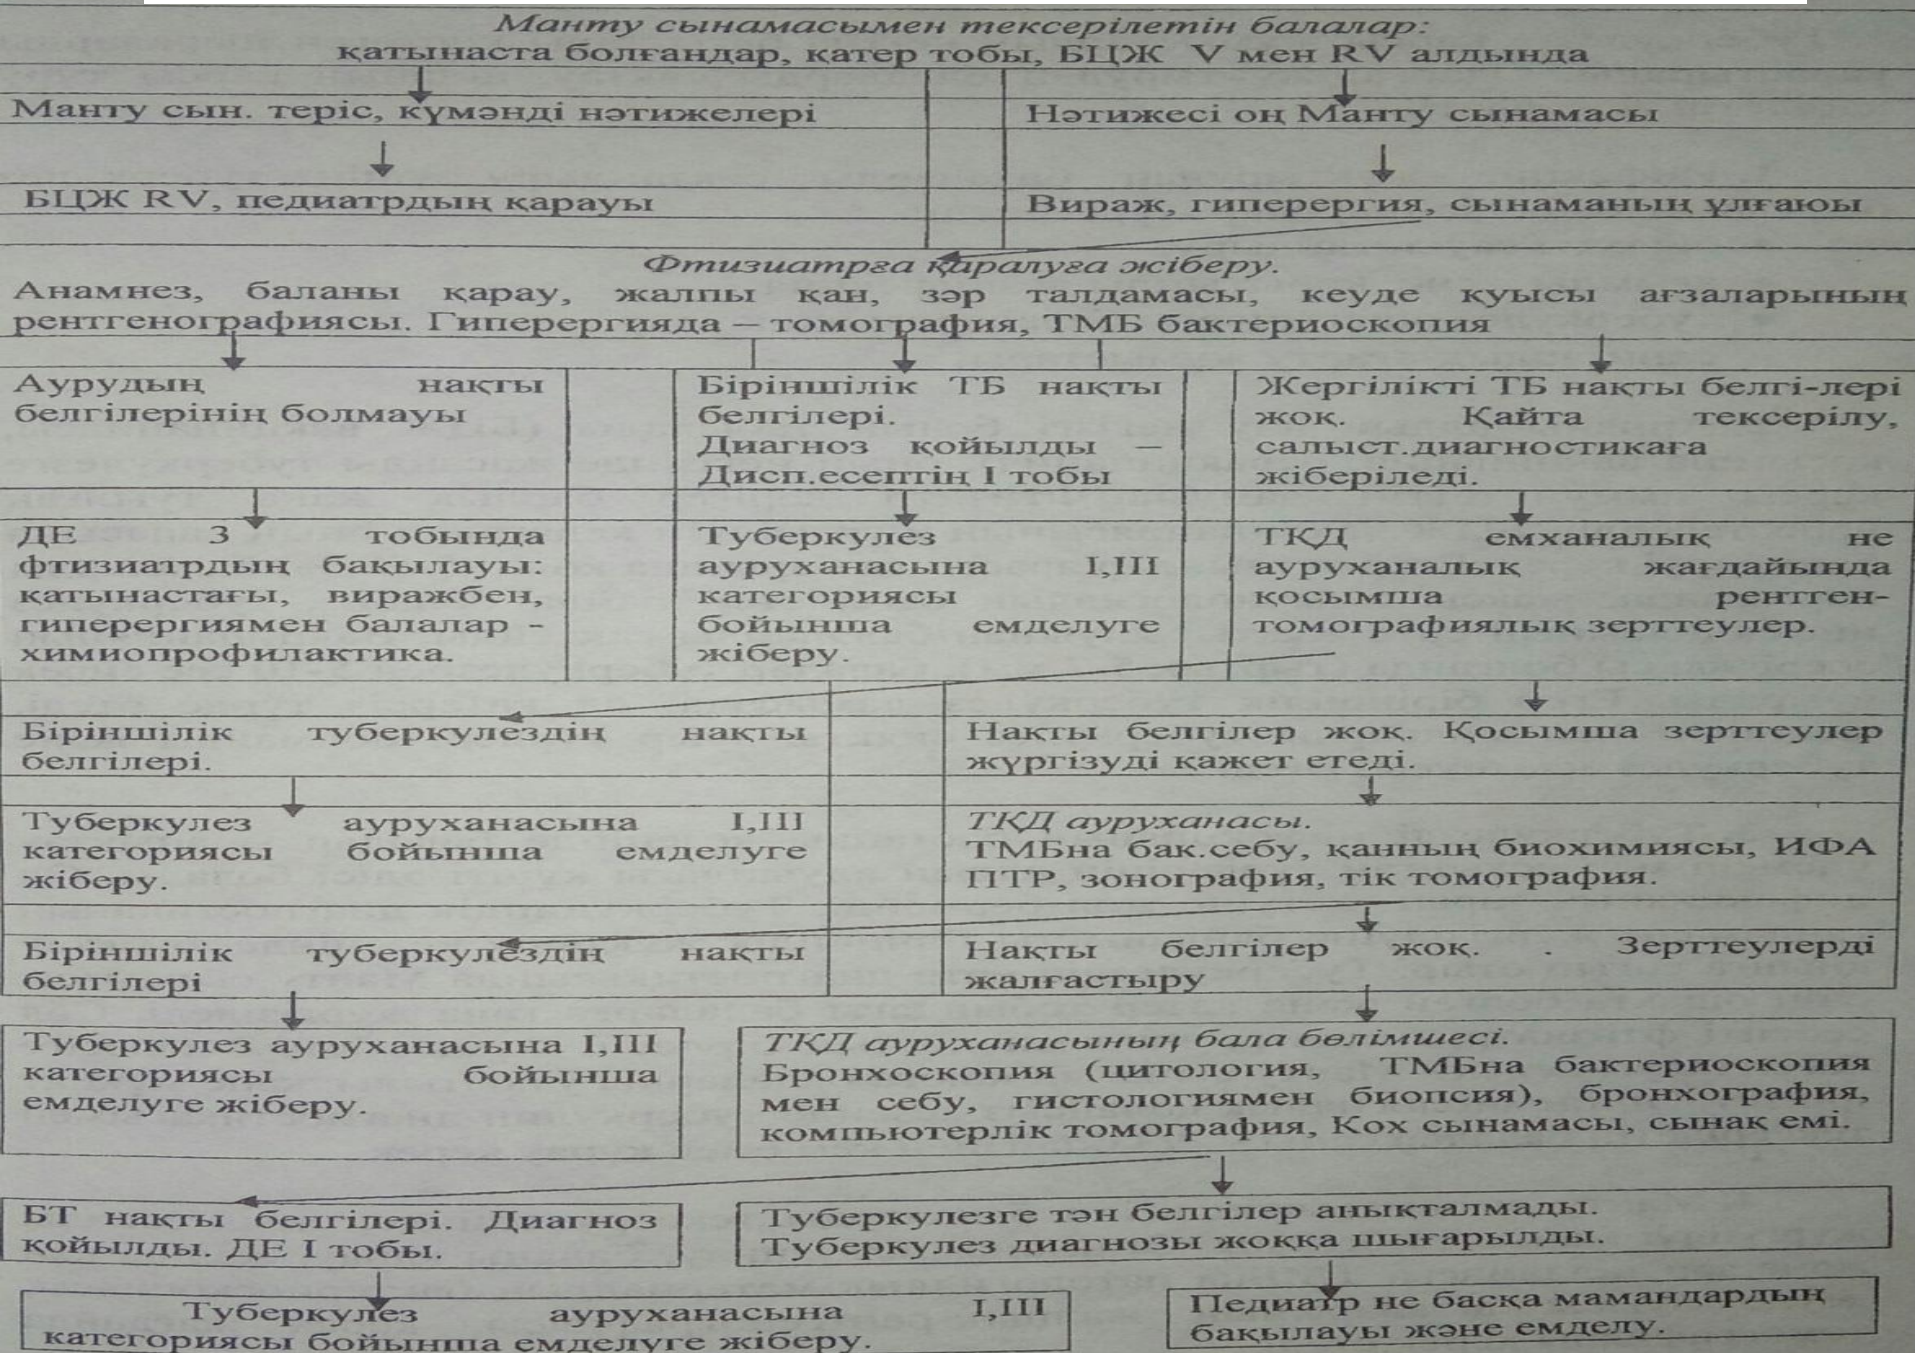 Манту сынамасымен тексерілетін балалар:
қатынаста болғандар, қатер тобы, БЦЖ V мен RV алдында
Манту сын. теріс, күмәнді нәтижелері
Нәтижесі оң Манту сынамасы
БЦЖ RV, педиатрдың қарауы
Вираж, гиперергия, сынаманың ұлғаюы
Фтизиатрға қаралуға жіберу.
Анамнез, баланы қарау, жалпы қан, зәр талдамасы, кеуде қуысы ағзаларының
рентгенографиясы. Гиперергияда – томография, ТМБ бактериоскопия
Аурудың нақты
белгілерінің болмауы
Біріншілік ТБ нақты
белгілері.
Диагноз қойылды –
Дисп.есептің I тобы
Жергілікті ТБ нақты белгі-лері
жоқ. Қайта тексерілу,
салыст.диагностикаға
жіберіледі.
ДЕ 3 тобында
фтизиатрдың бақылауы:
қатынастағы, виражбен,
гиперергиямен балалар -
химиопрофилактика.
Туберкулез
ауруханасына I,III
категориясы
бойынша емделуге
жіберу.
ТҚД емханалық не
ауруханалық жағдайында
қосымша рентген-
томографиялық зерттеулер.
Біріншілік туберкулездің нақты
белгілері.
Нақты белгілер жоқ. Қосымша зерттеулер
жүргізуді қажет етеді.
Туберкулез ауруханасына I,III
категориясы бойынша емделуге
жіберу.
ТҚД ауруханасы.
ТМБна бак.себу, қанның биохимиясы, ИФА
ПТР, зонография, тік томография.
Біріншілік туберкулездің нақты
белгілері
Нақты белгілер жоқ. . Зерттеулерді
жалғастыру
Туберкулез ауруханасына I,III
категориясы бойынша
емделуге жіберу.
ТҚД ауруханасының бала бөлімшесі.
Бронхоскопия (цитология, ТМБна бактериоскопия
мен себу, гистологиямен биопсия), бронхография,
компьютерлік томография, Кох сынамасы, сынақ емі.
БТ нақты белгілері. Диагноз
қойылды. ДЕ I тобы.
Туберкулезге тән белгілер анықталмады.
Туберкулез диагнозы жоққа шығарылды.
Туберкулез ауруханасына I,III
категориясы бойынша емделуге жіберу.
Педиатр не басқа мамандардың
бақылауы және емделу.